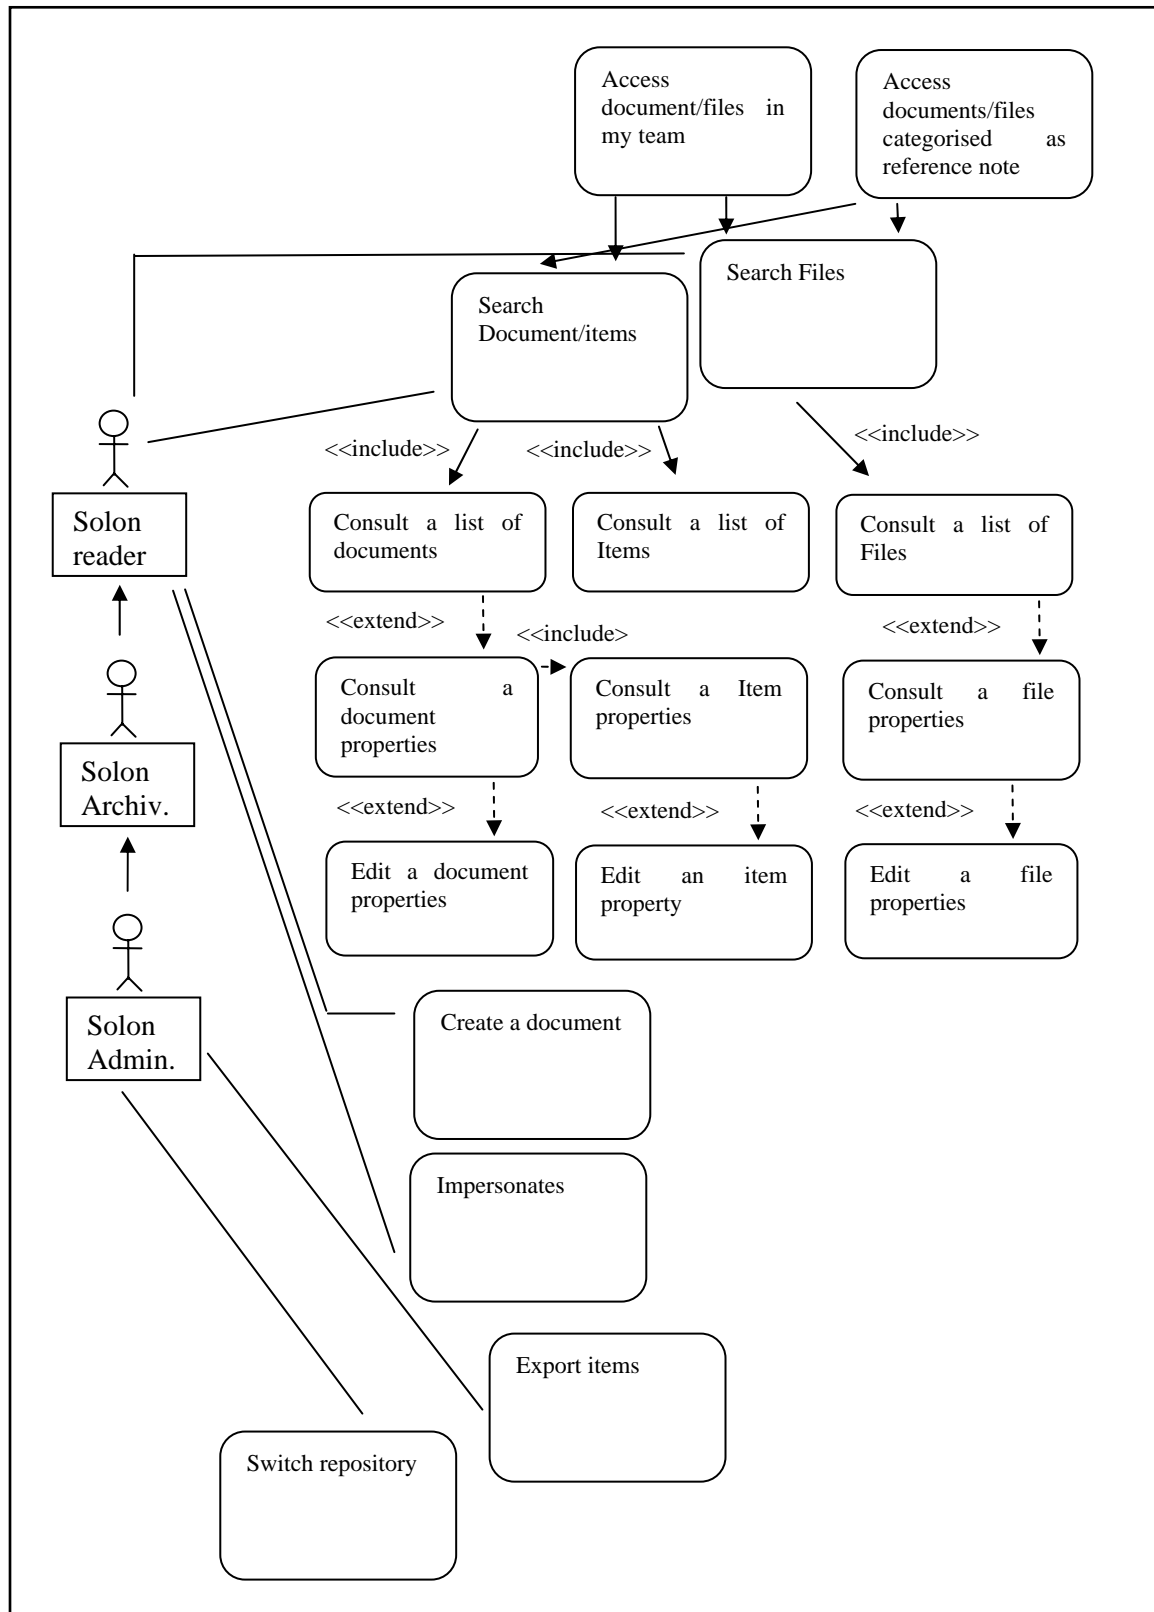 Access
document/files in
my team
Access
documents/files
categorised as
reference note
Search Files
Search
Document/items
<<include>>
<<include>>
<<include>>
Solon
reader
Consult a list of
documents
Consult a list of
Items
Consult a list of
Files
<<extend>>
<<include>
<<extend>>
Consult a
document
properties
Consult a Item
properties
Consult a file
properties
Solon
Archiv.
<<extend>>
<<extend>>
<<extend>>
Edit a document
properties
Edit an item
property
Edit a file
properties
Solon
Admin.
Create a document
Impersonates
Export items
Switch repository